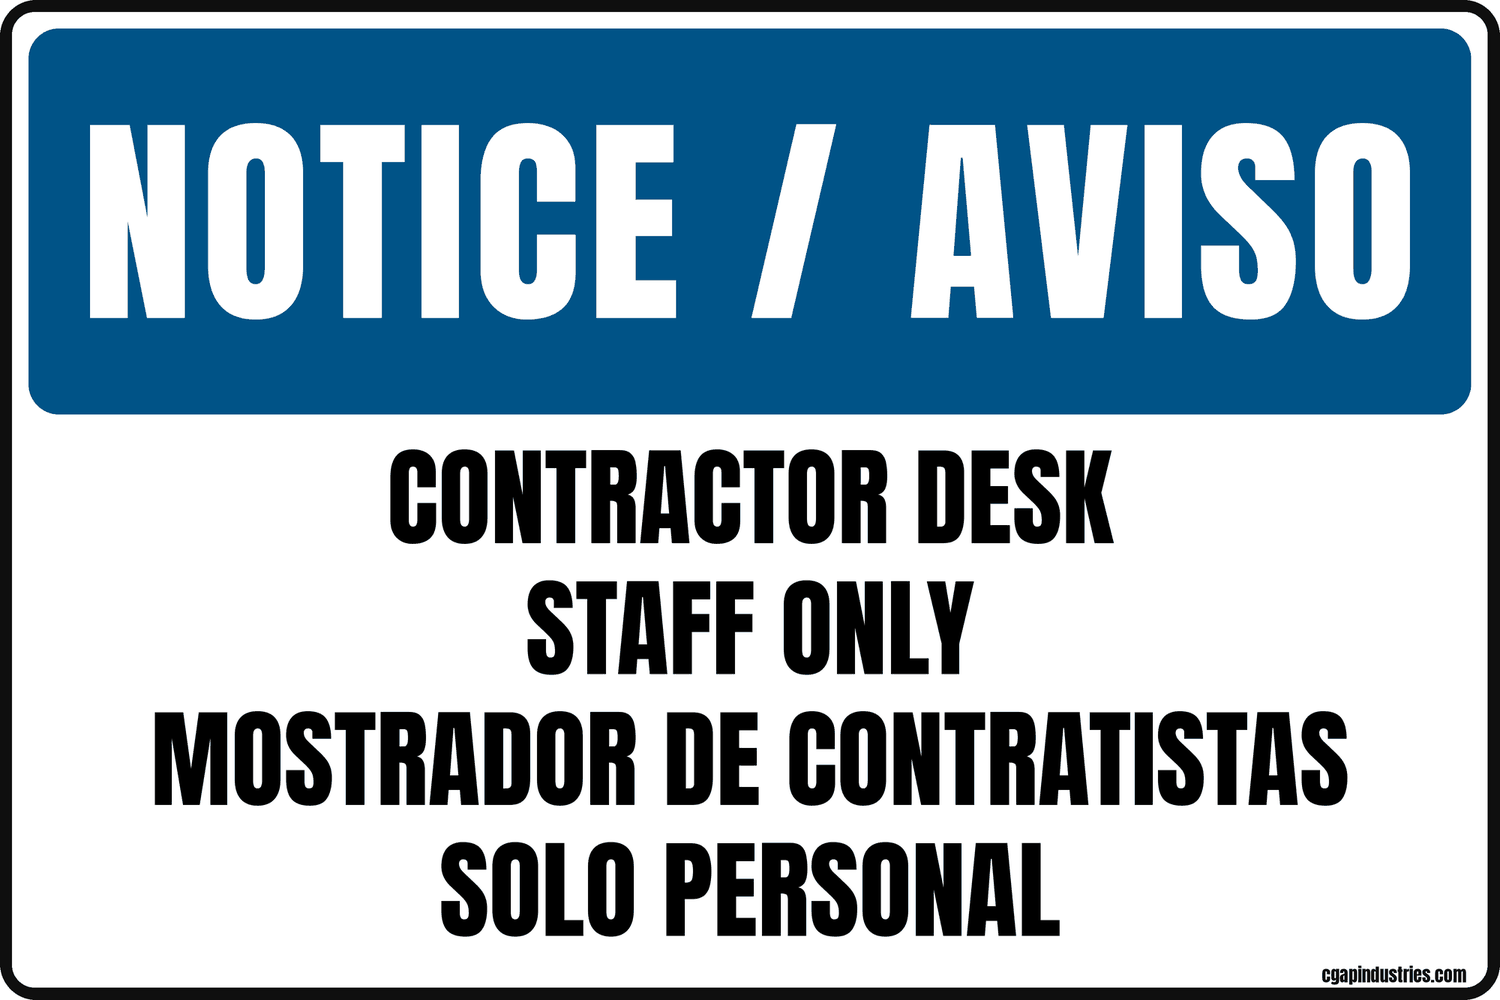 NOTICE / AVISO
CONTRACTOR DESK
STAFF ONLY
MOSTRADOR DE CONTRATISTAS
SOLO PERSONAL
cgapindustries.com